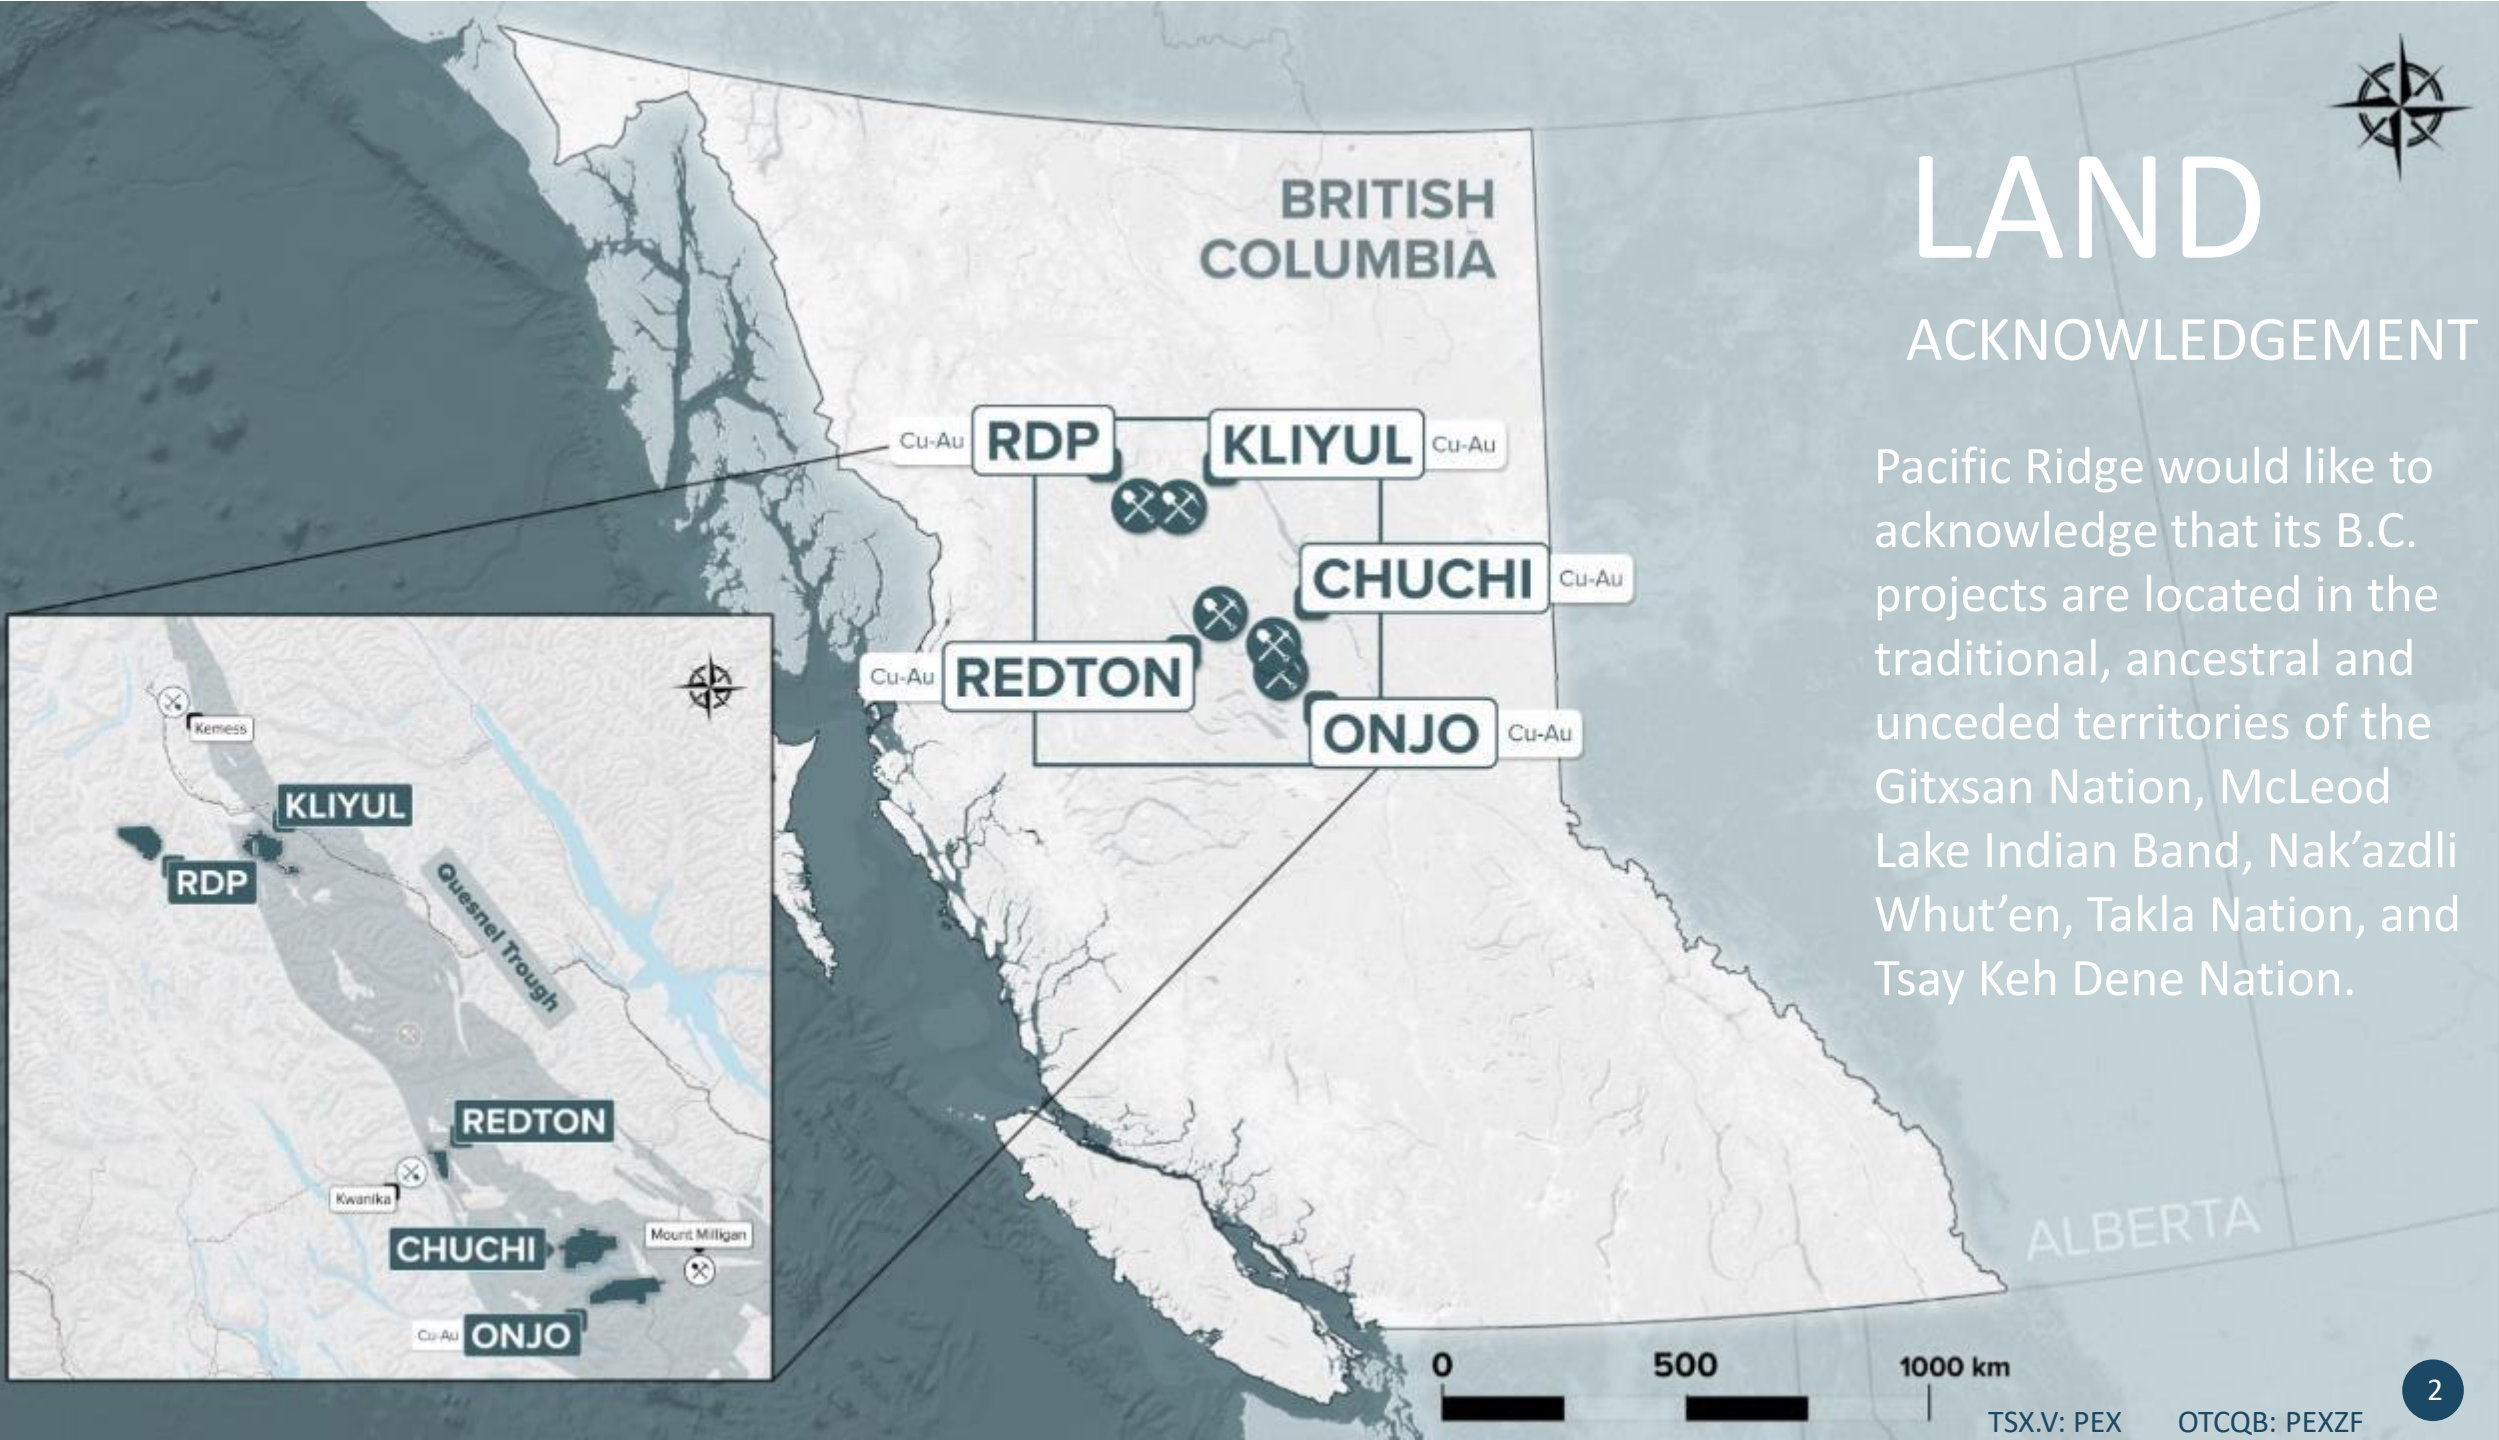 BRITISH
COLUMBIA
Cu-Au RDP
KLIYUL Cu-Au
CHUCHI Cu-Au
Cu-Au REDTON
ONJO Cu-Au
Kemess
KLIYUL
RDP
Quesnel Trough
REDTON
Kwanika
CHUCHI
Mount Milligan
Cu-Au ONJO
LAND
ACKNOWLEDGEMENT
Pacific Ridge would like to
acknowledge that its B.C.
projects are located in the
traditional, ancestral and
unceded territories of the
Gitxsan Nation, McLeod
Lake Indian Band, Nak’azdli
Whut’en, Takla Nation, and
Tsay Keh Dene Nation.
ALBERTA
0 500 1000 km
2
TSX.V: PEX OTCQB: PEXZF